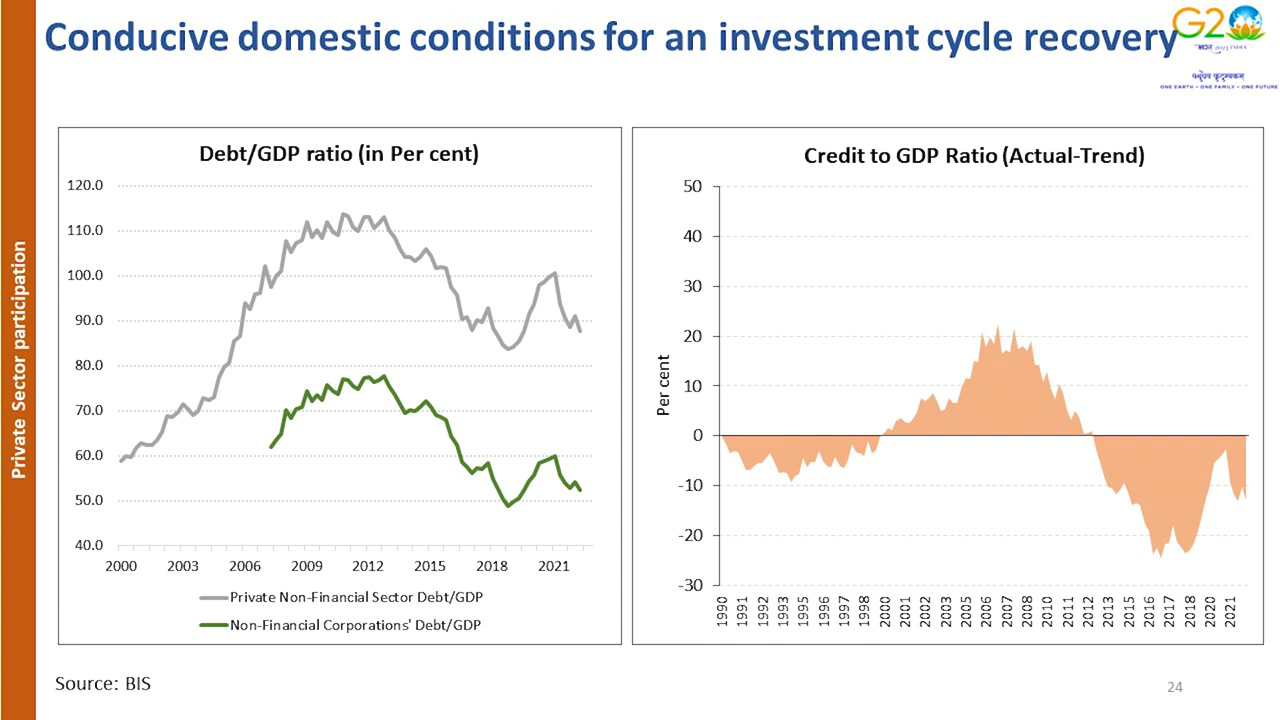 Conducive domestic conditions for an investment cycle recovery
G20
वसुधैव कुटुम्बकम्
ONE EARTH • ONE FAMILY • ONE FUTURE
Private Sector participation
Debt/GDP ratio (in Per cent)
120.0
110.0
100.0
90.0
80.0
70.0
60.0
50.0
40.0
2000 2003 2006 2009 2012 2015 2018 2021
Private Non-Financial Sector Debt/GDP
Non-Financial Corporations' Debt/GDP
Credit to GDP Ratio (Actual-Trend)
Per cent
50
40
30
20
10
0
-10
-20
-30
1990 1991 1992 1993 1995 1996 1997 1998 2000 2001 2002 2003 2005 2006 2007 2008 2010 2011 2012 2013 2015 2016 2017 2018 2020 2021
Source: BIS
24